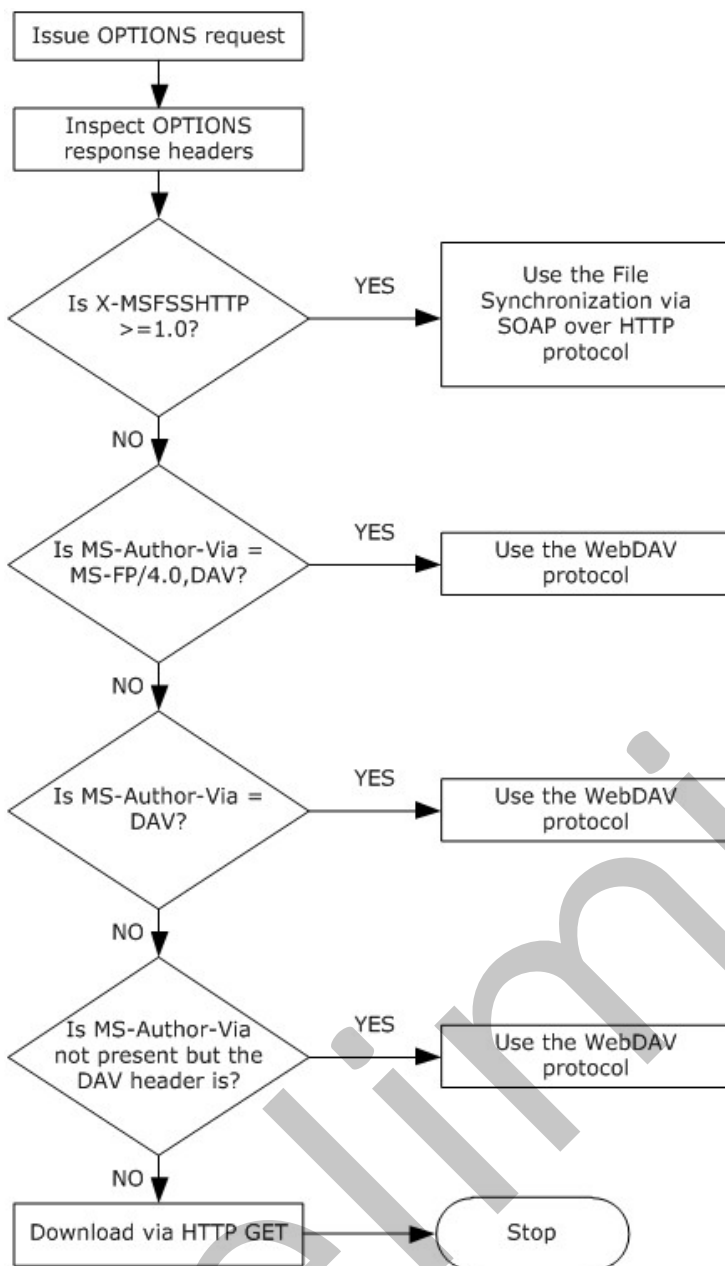 Issue OPTIONS request
Inspect OPTIONS
response headers
Is X-MSFSSHTTP
>=1.0?
YES
Use the File
Synchronization via
SOAP over HTTP
protocol
NO
Is MS-Author-Via =
MS-FP/4.0,DAV?
YES
Use the WebDAV
protocol
NO
Is MS-Author-Via =
DAV?
YES
Use the WebDAV
protocol
NO
Is MS-Author-Via
not present but the
DAV header is?
YES
Use the WebDAV
protocol
NO
Download via HTTP GET
Stop
elimi